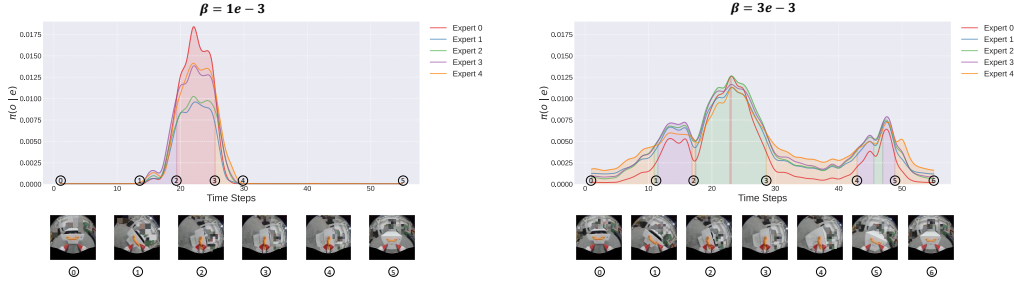 β = 1e − 3
π(o | e)
0.0175
0.0150
0.0125
0.0100
0.0075
0.0050
0.0025
0.0000
0 1 2 3 4 5
0 10 20 30 40 50
Time Steps
Expert 0
Expert 1
Expert 2
Expert 3
Expert 4
0 1 2 3 4 5
β = 3e − 3
π(o | e)
0.0175
0.0150
0.0125
0.0100
0.0075
0.0050
0.0025
0.0000
0 1 2 3 4 5 6
10 20 30 40 50
Time Steps
Expert 0
Expert 1
Expert 2
Expert 3
Expert 4
0 1 2 3 4 5 6